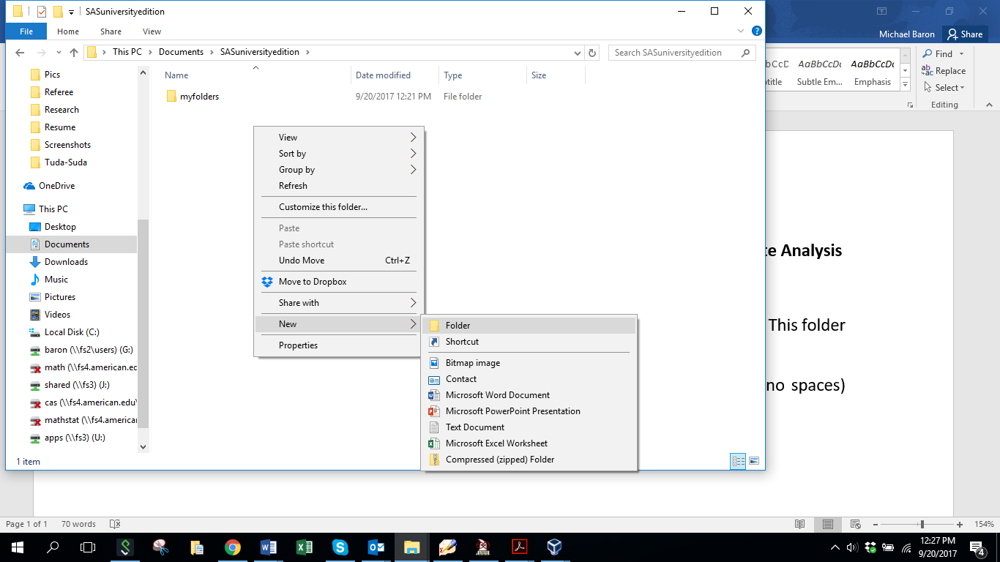 SASuniversityedition
Michael Baron
Share
File
Home
Share
View
This PC
Documents
SASuniversityedition
Search SASuniversityedition
AaBbCcDc
AaBbCcDc
Subtle Em...
Emphasis
Find
Replace
Select
Editing
Pics
Referee
Research
Resume
Screenshots
Tuda-Suda
OneDrive
This PC
Desktop
Documents
Downloads
Music
Pictures
Videos
Local Disk (C:)
baron (\\fs2\users) (G:)
math (\\fs4.american.ed
shared (\\fs3) (J:)
cas (\\fs4.american.edu\
mathstat (\\fs4.america
apps (\\fs3) (U:)
1 item
Name
Date modified
Type
Size
myfolders
9/20/2017 12:21 PM
File folder
View
Sort by
Group by
Refresh
Customize this folder...
Paste
Paste shortcut
Undo Move
Ctrl+Z
Move to Dropbox
Share with
New
Properties
Folder
Shortcut
Bitmap image
Contact
Microsoft Word Document
Microsoft PowerPoint Presentation
Text Document
Microsoft Excel Worksheet
Compressed (zipped) Folder
te Analysis
This folder
no spaces)
Page 1 of 1
70 words
154%
12:27 PM
9/20/2017
4